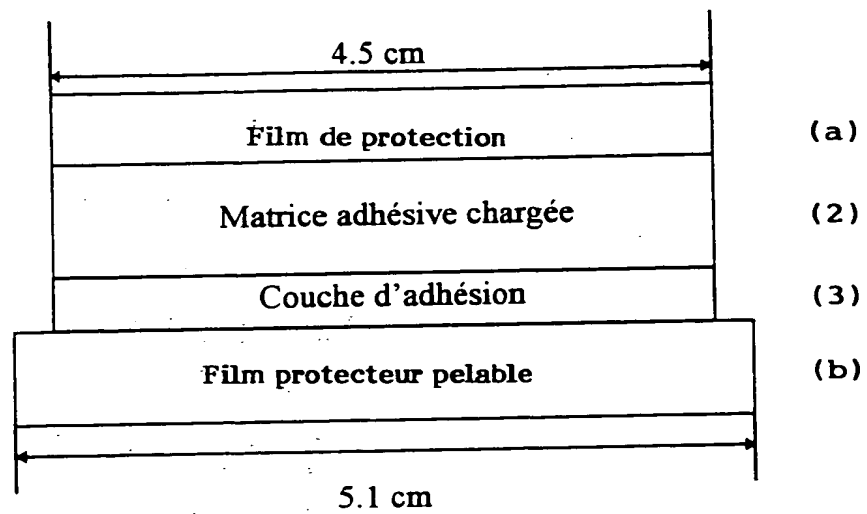 4.5 cm
Film de protection (a)
Matrice adhésive chargée (2)
Couche d'adhésion (3)
Film protecteur pelable (b)
5.1 cm